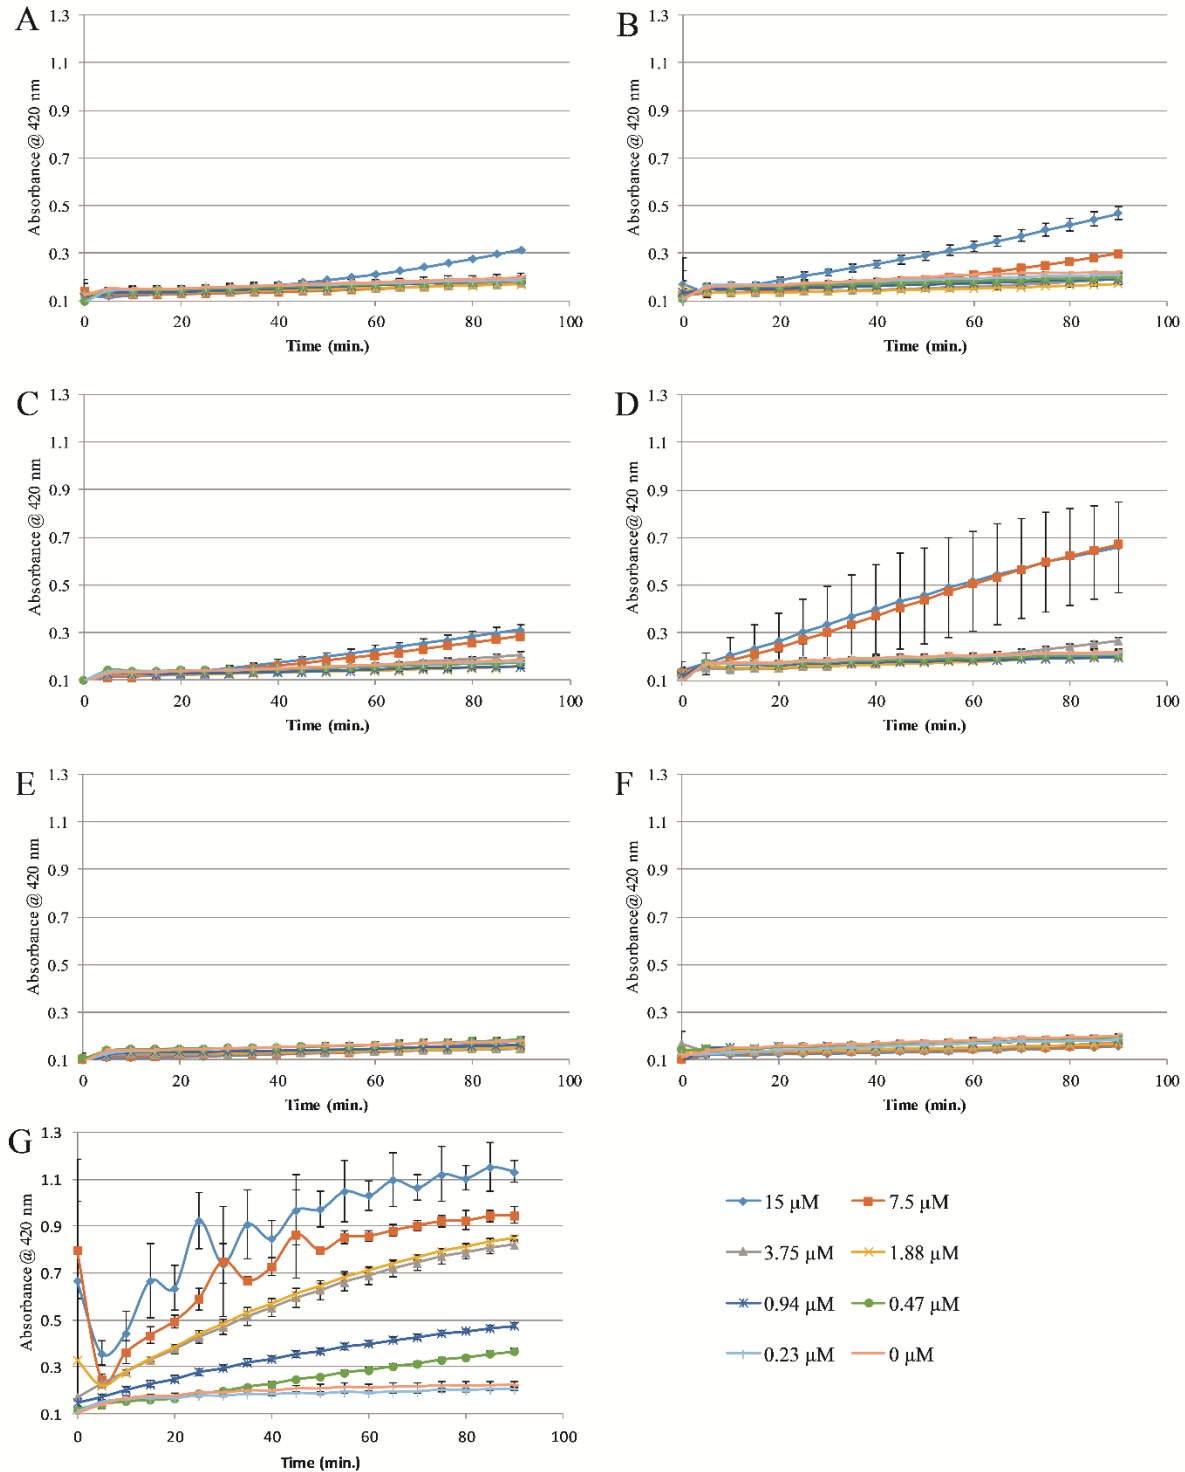 A
1.3
1.1
0.9
0.7
0.5
0.3
0.1
Absorbance @ 420 nm
0 20 40 60 80 100
Time (min.)
B
1.3
1.1
0.9
0.7
0.5
0.3
0.1
Absorbance @ 420 nm
0 20 40 60 80 100
Time (min.)
C
1.3
1.1
0.9
0.7
0.5
0.3
0.1
Absorbance @ 420 nm
0 20 40 60 80 100
Time (min.)
D
1.3
1.1
0.9
0.7
0.5
0.3
0.1
Absorbance@ 420 nm
0 20 40 60 80 100
Time (min.)
E
1.3
1.1
0.9
0.7
0.5
0.3
0.1
Absorbance @ 420 nm
0 20 40 60 80 100
Time (min.)
F
1.3
1.1
0.9
0.7
0.5
0.3
0.1
Absorbance@ 420 nm
0 20 40 60 80 100
Time (min.)
G
1.3
1.1
0.9
0.7
0.5
0.3
0.1
Absorbance @ 420 nm
0 20 40 60 80 100
Time (min.)
15 µM 7.5 µM
3.75 µM 1.88 µM
0.94 µM 0.47 µM
0.23 µM 0 µM